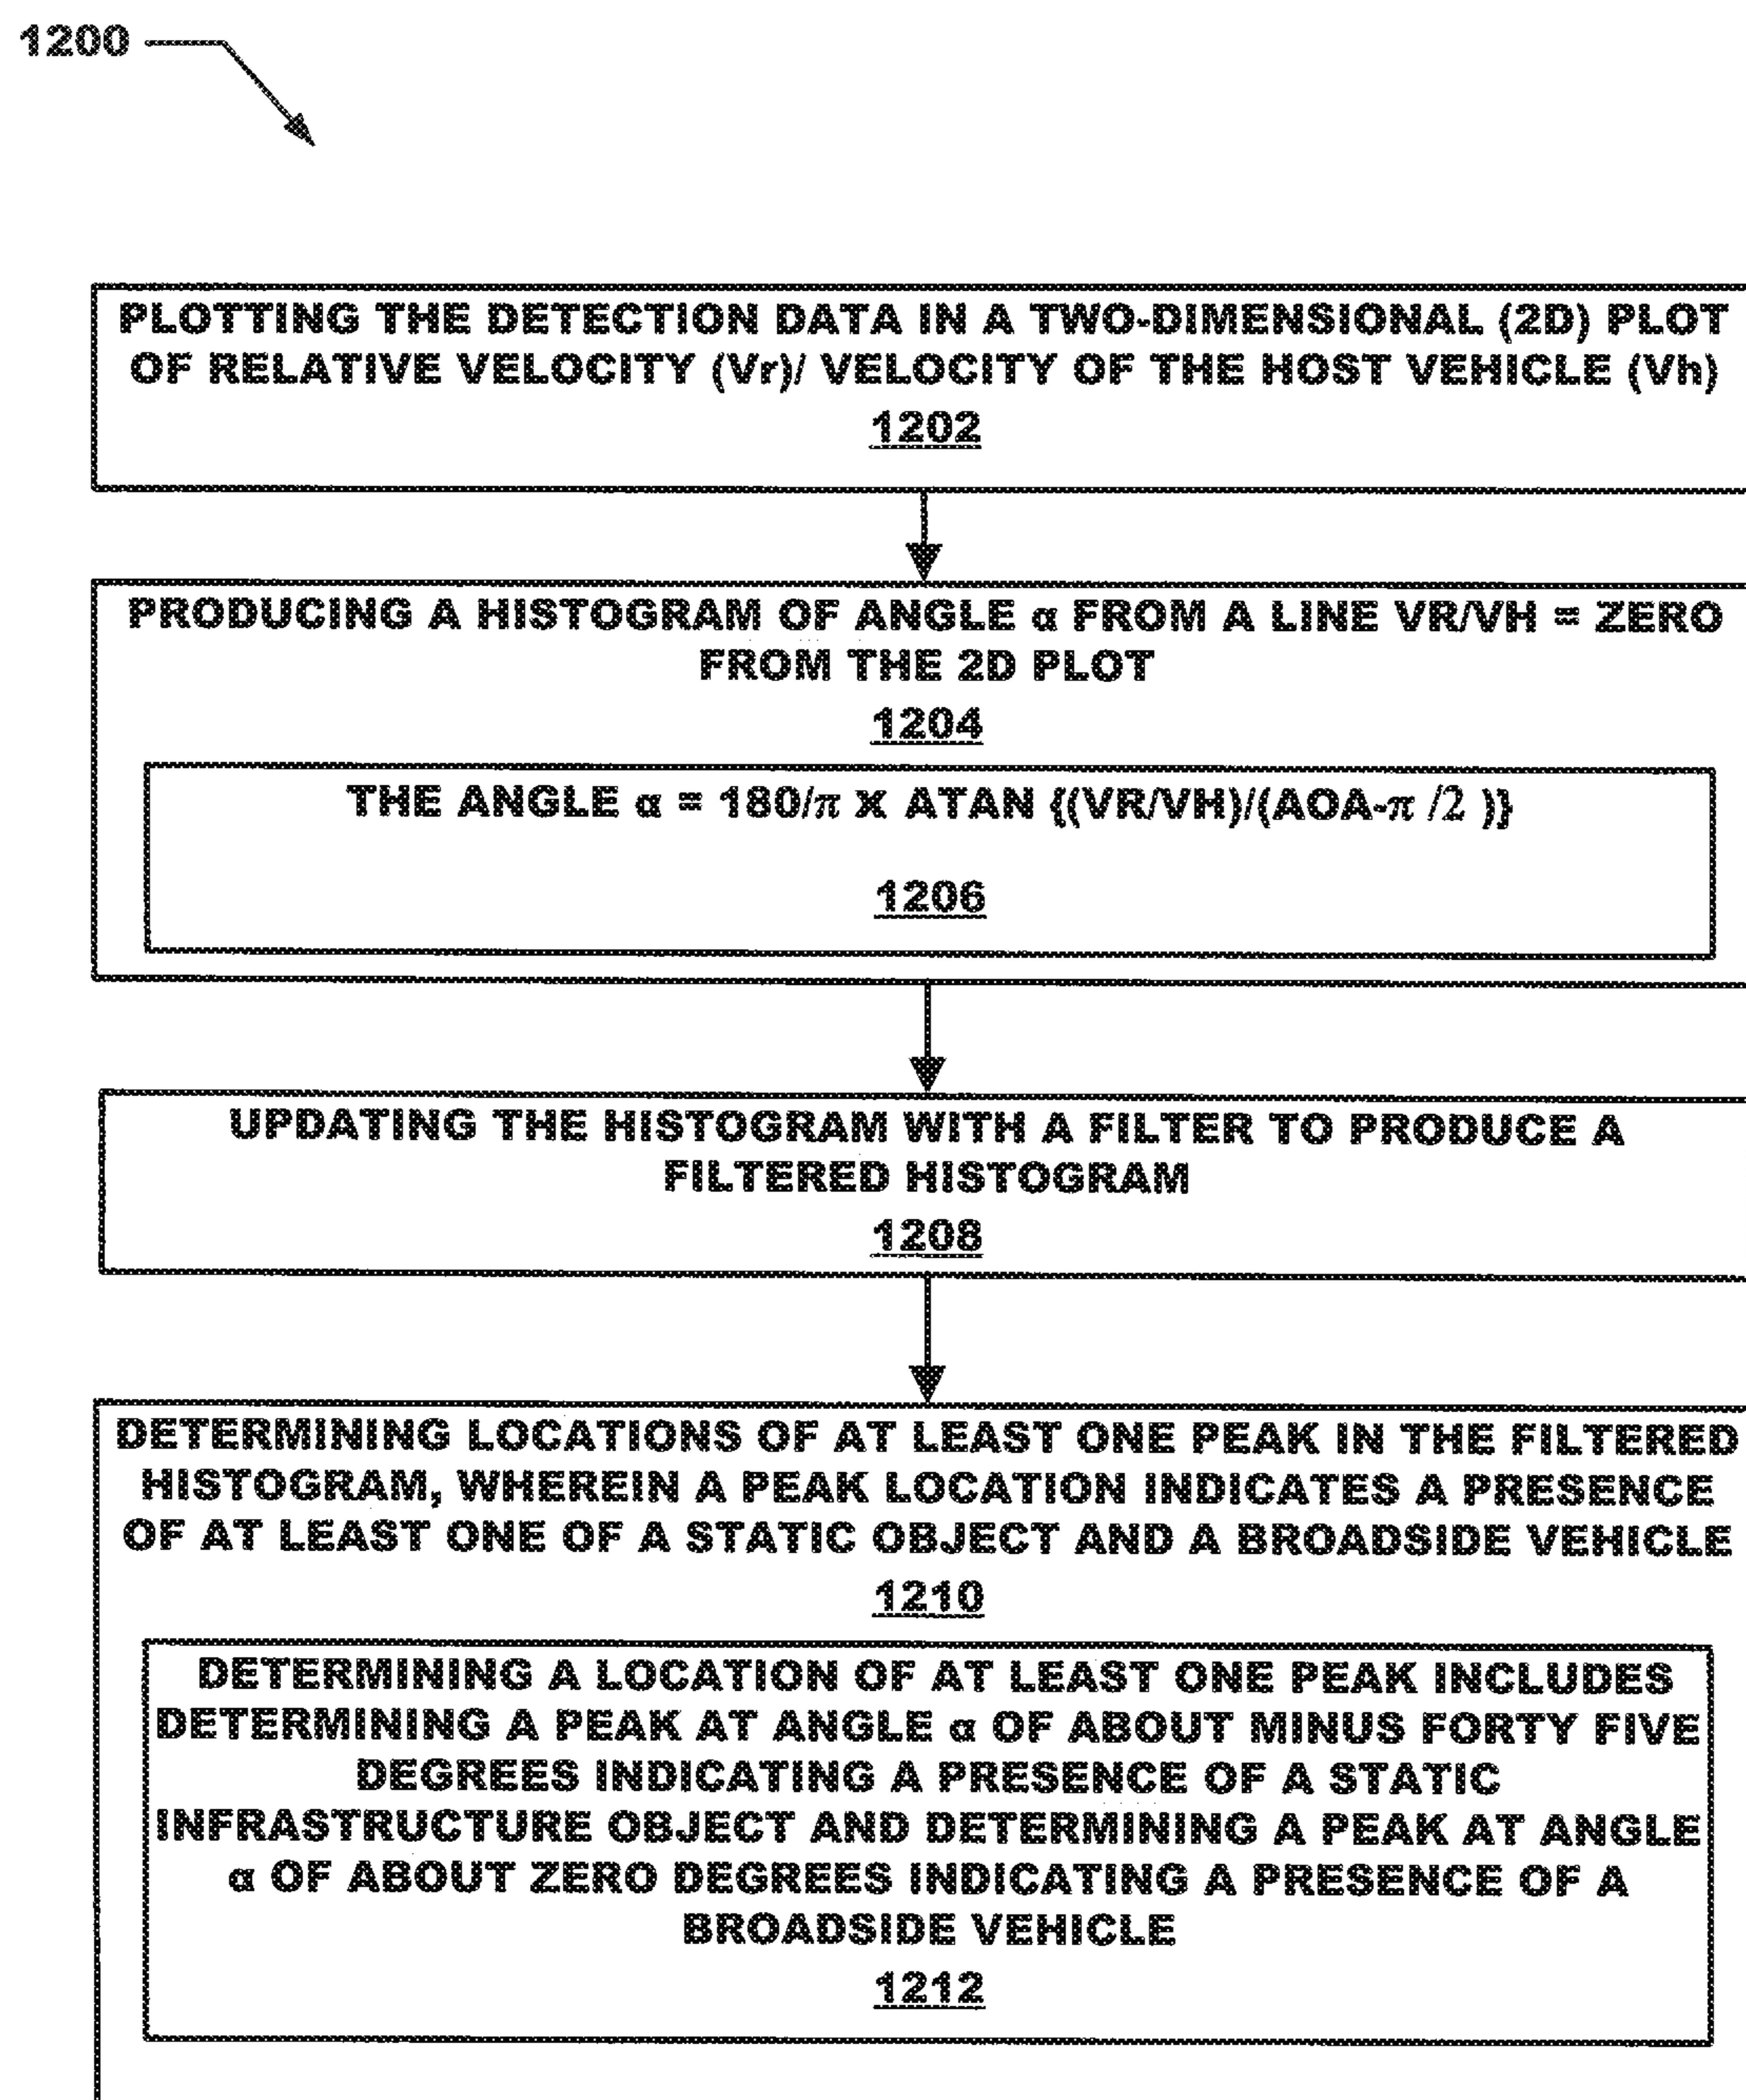 1200
PLOTTING THE DETECTION DATA IN A TWO-DIMENSIONAL (2D) PLOT
OF RELATIVE VELOCITY (Vr)/ VELOCITY OF THE HOST VEHICLE (Vh)
1202
PRODUCING A HISTOGRAM OF ANGLE α FROM A LINE VR/VH = ZERO
FROM THE 2D PLOT
1204
THE ANGLE α = 180/π X ATAN {(VR/VH)/(AOA-π /2 )}
1206
UPDATING THE HISTOGRAM WITH A FILTER TO PRODUCE A
FILTERED HISTOGRAM
1208
DETERMINING LOCATIONS OF AT LEAST ONE PEAK IN THE FILTERED
HISTOGRAM, WHEREIN A PEAK LOCATION INDICATES A PRESENCE
OF AT LEAST ONE OF A STATIC OBJECT AND A BROADSIDE VEHICLE
1210
DETERMINING A LOCATION OF AT LEAST ONE PEAK INCLUDES
DETERMINING A PEAK AT ANGLE α OF ABOUT MINUS FORTY FIVE
DEGREES INDICATING A PRESENCE OF A STATIC
INFRASTRUCTURE OBJECT AND DETERMINING A PEAK AT ANGLE
α OF ABOUT ZERO DEGREES INDICATING A PRESENCE OF A
BROADSIDE VEHICLE
1212